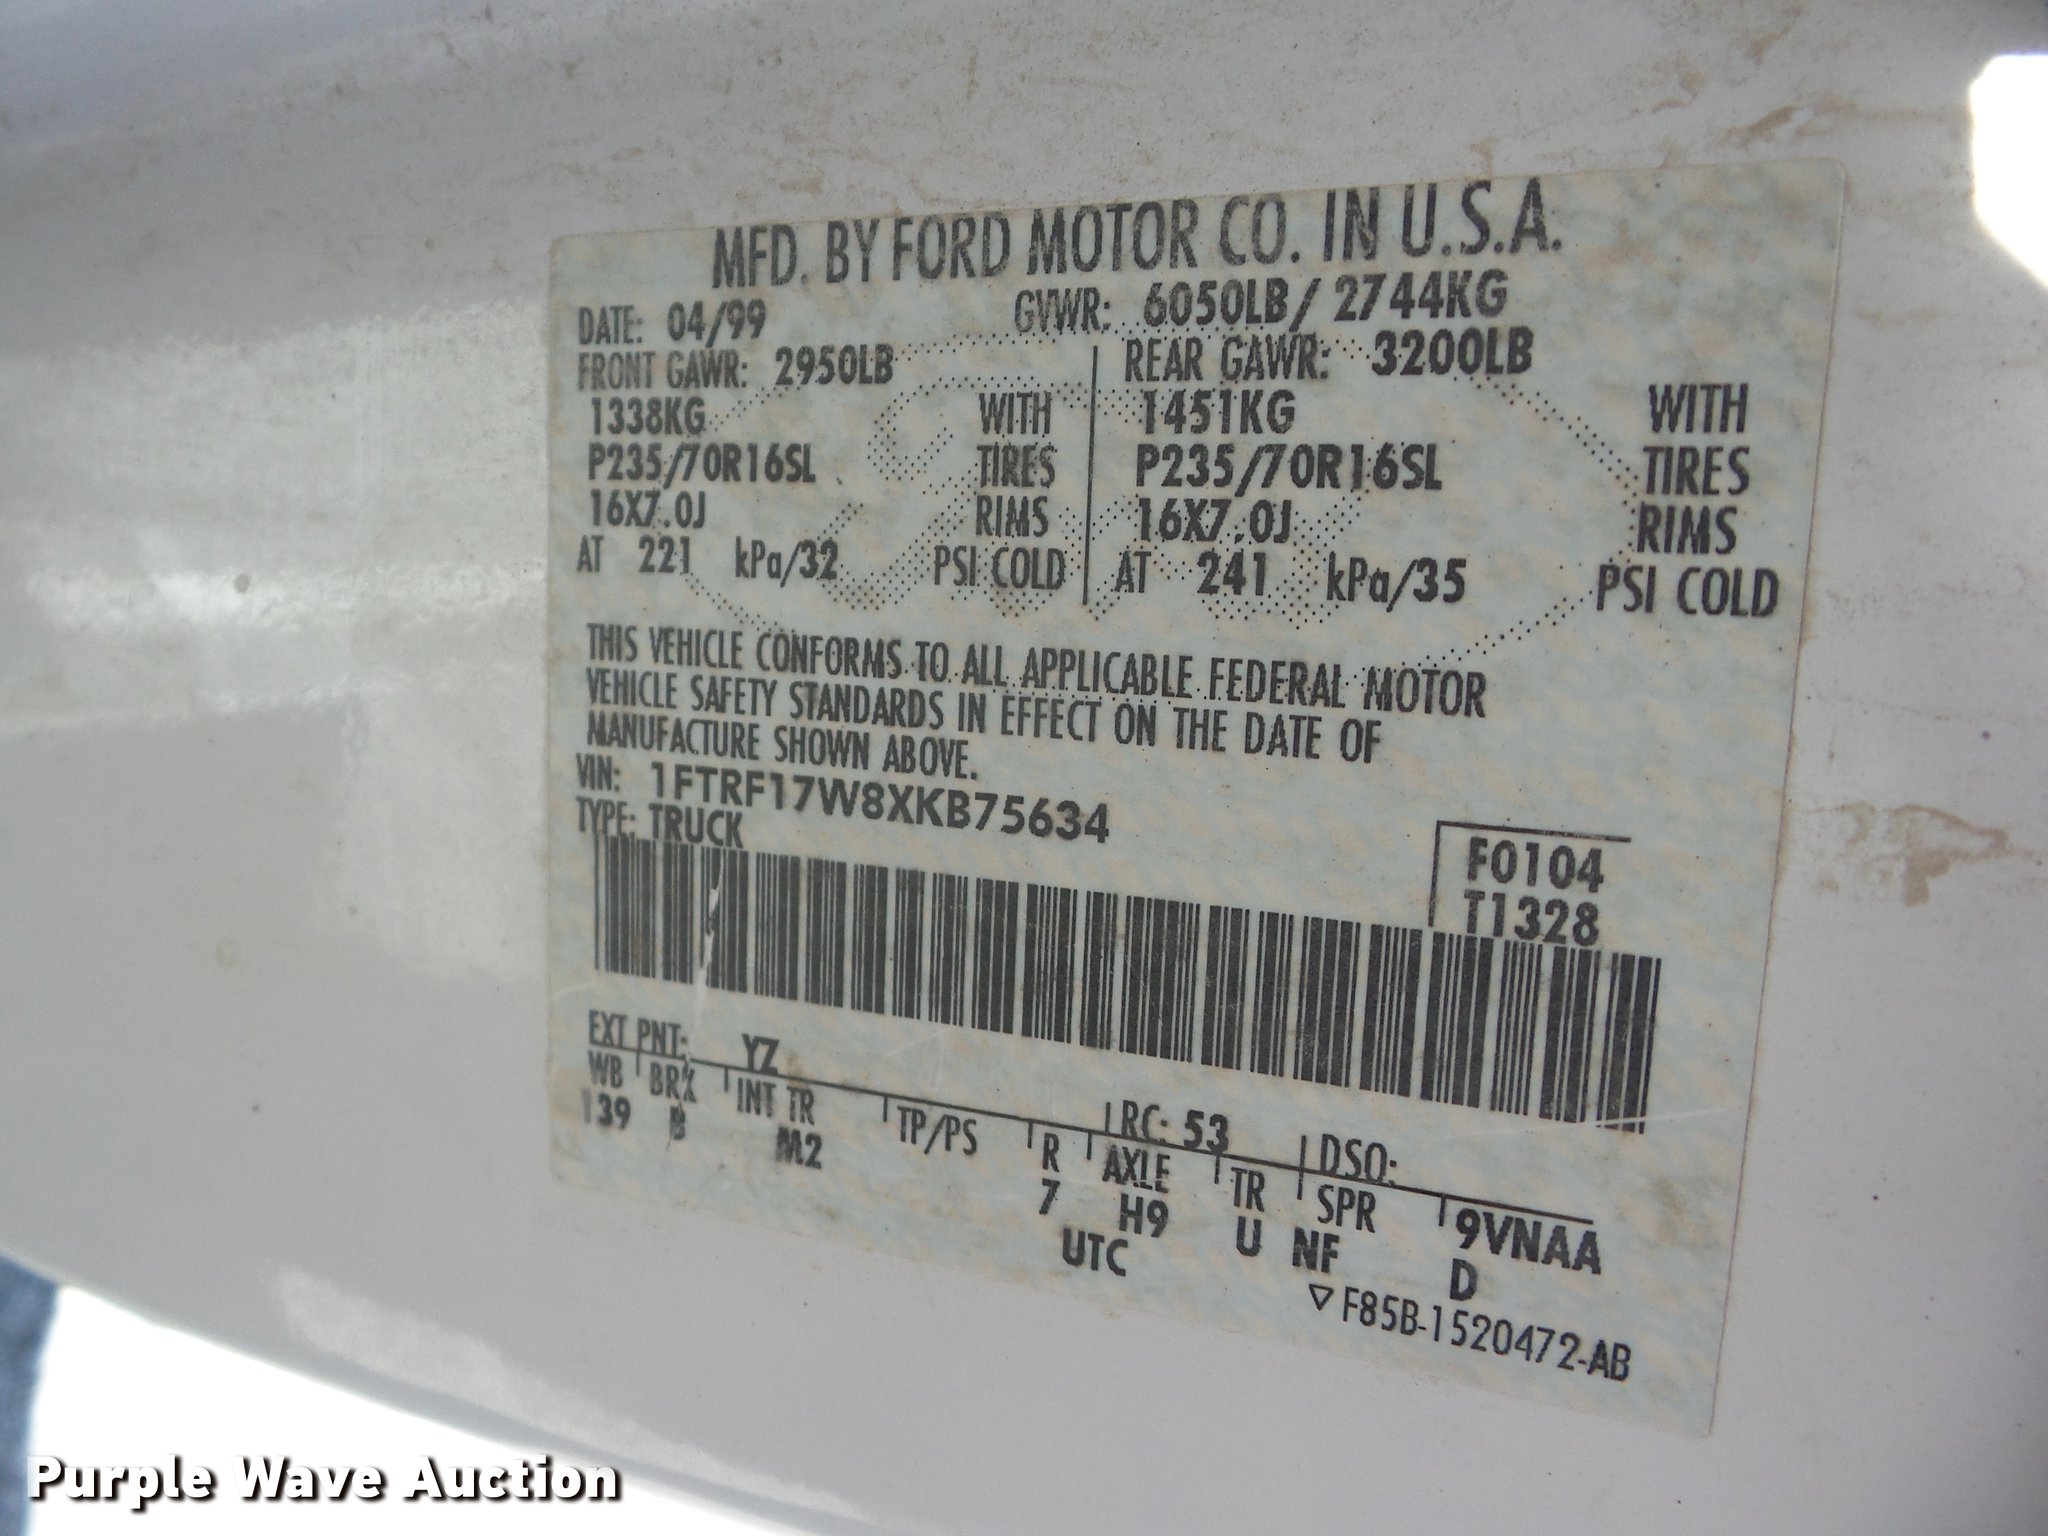 MFD. BY FORD MOTOR CO. IN U.S.A.
DATE: 04/99 GVWR: 6050LB/ 2744KG
FRONT GAWR: 2950LB REAR GAWR: 3200LB
1338KG WITH 1451KG WITH
P235/70R16SL TIRES P235/70R16SL TIRES
16X7.0J RIMS 16X7.0J RIMS
AT 221 kPa/32 PSI COLD AT 241 kPa/35 PSI COLD
THIS VEHICLE CONFORMS TO ALL APPLICABLE FEDERAL MOTOR
VEHICLE SAFETY STANDARDS IN EFFECT ON THE DATE OF
MANUFACTURE SHOWN ABOVE.
VIN: 1FTRF17W8XKB75634
TYPE: TRUCK
F0104
T1328
EXT PNT: YZ RC: 53 DSO:
WB BRK INT TR TP/PS R AXLE TR SPR 9VNAA
139 B M2 7 H9 U NF D
UTC
▽ F85B-1520472-AB
Purple Wave Auction